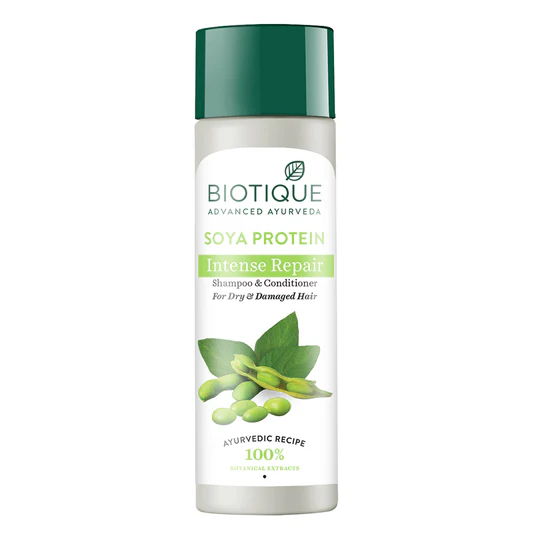 BIOTIQUE
ADVANCED AYURVEDA
SOYA PROTEIN
Intense Repair
Shampoo & Conditioner
For Dry & Damaged Hair
AYURVEDIC RECIPE
100%
BOTANICAL EXTRACTS